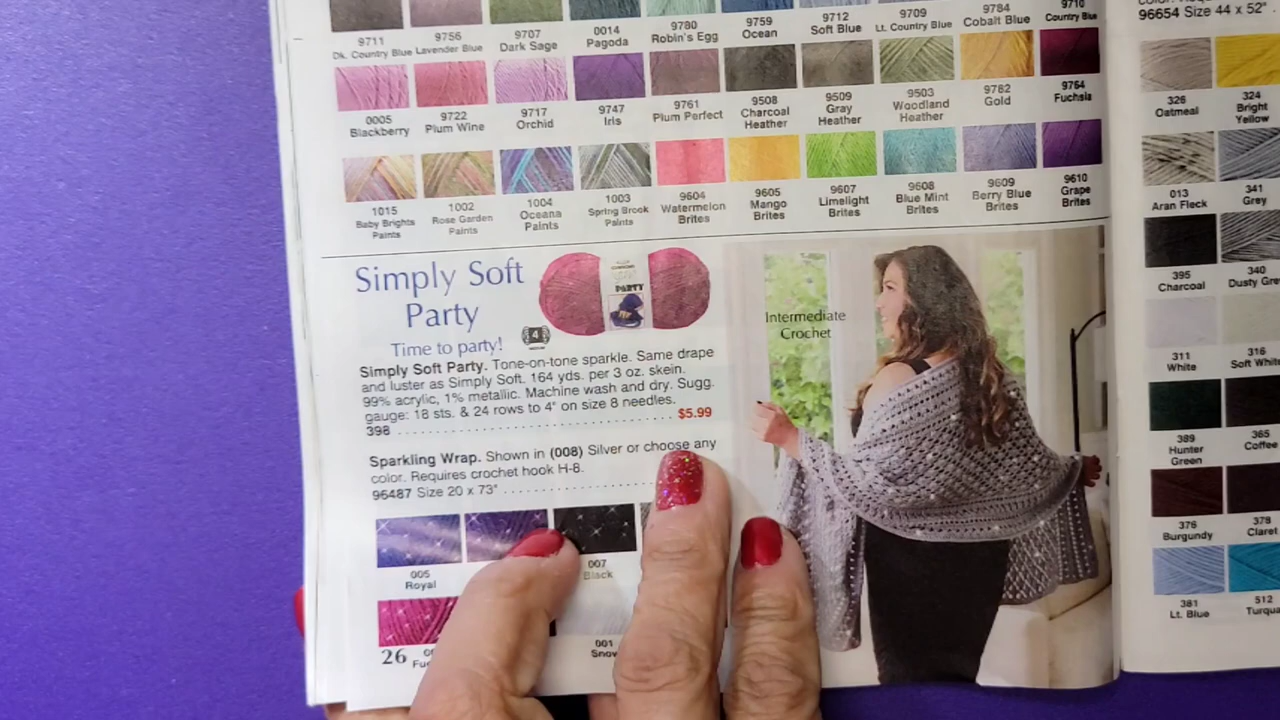 9711 9756 9707 0014 9780 9759 9712 9709 9784 9710
Dk. Country Blue Lavender Blue Dark Sage Pagoda Robin's Egg Ocean Soft Blue Lt. Country Blue Cobalt Blue Country Blue
0005 9722 9717 9747 9761 9508 9509 9503 9782 9764
Blackberry Plum Wine Orchid Iris Plum Perfect Charcoal Gray Woodland Gold Fuchsia
Heather Heather Heather
1015 1002 1004 1003 9604 9605 9607 9608 9609 9610
Baby Brights Rose Garden Oceana Spring Brook Watermelon Mango Limelight Blue Mint Berry Blue Grape
Paints Paints Paints Paints Brites Brites Brites Brites Brites Brites
Simply Soft
Party
Time to party!
PARTY
4
Simply Soft Party. Tone-on-tone sparkle. Same drape
and luster as Simply Soft. 164 yds. per 3 oz. skein.
99% acrylic, 1% metallic. Machine wash and dry. Sugg.
gauge: 18 sts. & 24 rows to 4" on size 8 needles.
398 . . . . . . . . . . . . . . . . . . . . . . . . . . . . . . . . . . . $5.99
Sparkling Wrap. Shown in (008) Silver or choose any
color. Requires crochet hook H-8.
96487 Size 20 x 73" . . . . . . . . . . . . . . . . . .
005 007
Royal Black
001
26
Intermediate
Crochet
96654 Size 44 x 52" .
326 324
Oatmeal Bright
Yellow
013 341
Aran Fleck Grey
395 340
Charcoal Dusty
311 316
White Soft White
389 365
Hunter Coffee
Green
376 378
Burgundy Claret
381 512
Lt. Blue